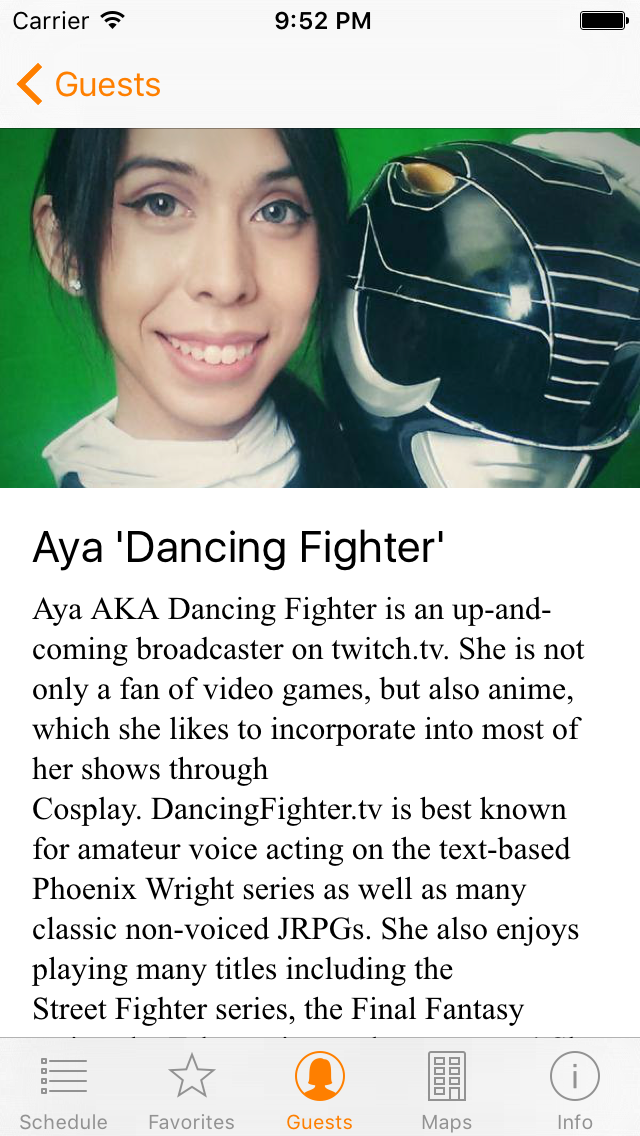 Carrier 9:52 PM
Guests
Aya 'Dancing Fighter'
Aya AKA Dancing Fighter is an up-and-
coming broadcaster on twitch.tv. She is not
only a fan of video games, but also anime,
which she likes to incorporate into most of
her shows through
Cosplay. DancingFighter.tv is best known
for amateur voice acting on the text-based
Phoenix Wright series as well as many
classic non-voiced JRPGs. She also enjoys
playing many titles including the
Street Fighter series, the Final Fantasy
Schedule Favorites Guests Maps Info